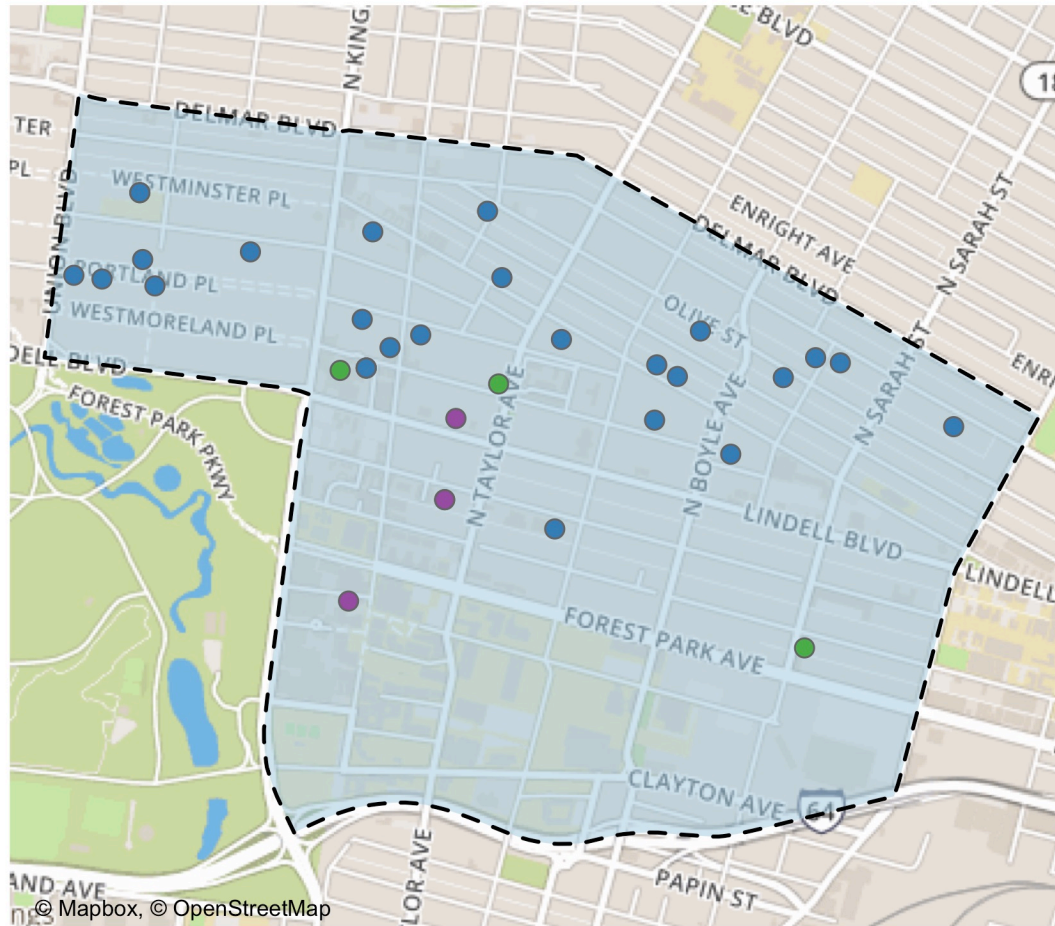 LE BLVD
N KING
18
TER
DELMAR BLVD
PL
WESTMINSTER PL
ENRIGHT AVE
N SARAH ST
UNION BLVD
DELMAR BLVD
PORTLAND PL
OLIVE ST
WESTMORELAND PL
N SARAH ST
DELL BLVD
ENRI
FOREST PARK PKWY
N TAYLOR AVE
N BOYLE AVE
LINDELL BLVD
LINDELL
FOREST PARK AVE
CLAYTON AVE
64
LOR AVE
PAPIN ST
AND AVE
ngs
© Mapbox, © OpenStreetMap